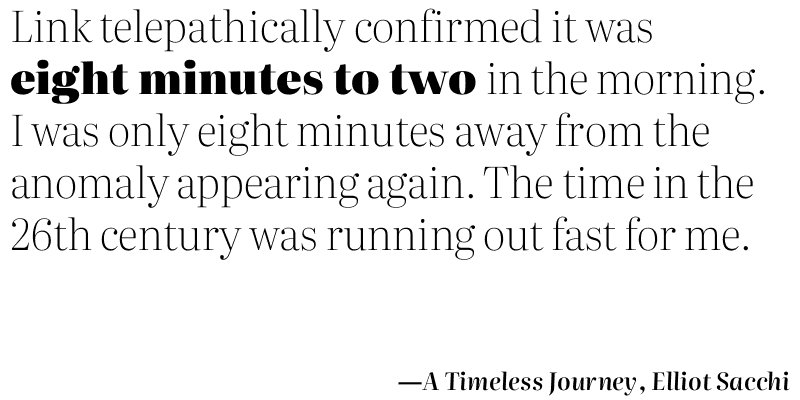 Link telepathically confirmed it was
eight minutes to two in the morning.
I was only eight minutes away from the
anomaly appearing again. The time in the
26th century was running out fast for me.
—A Timeless Journey, Elliot Sacchi